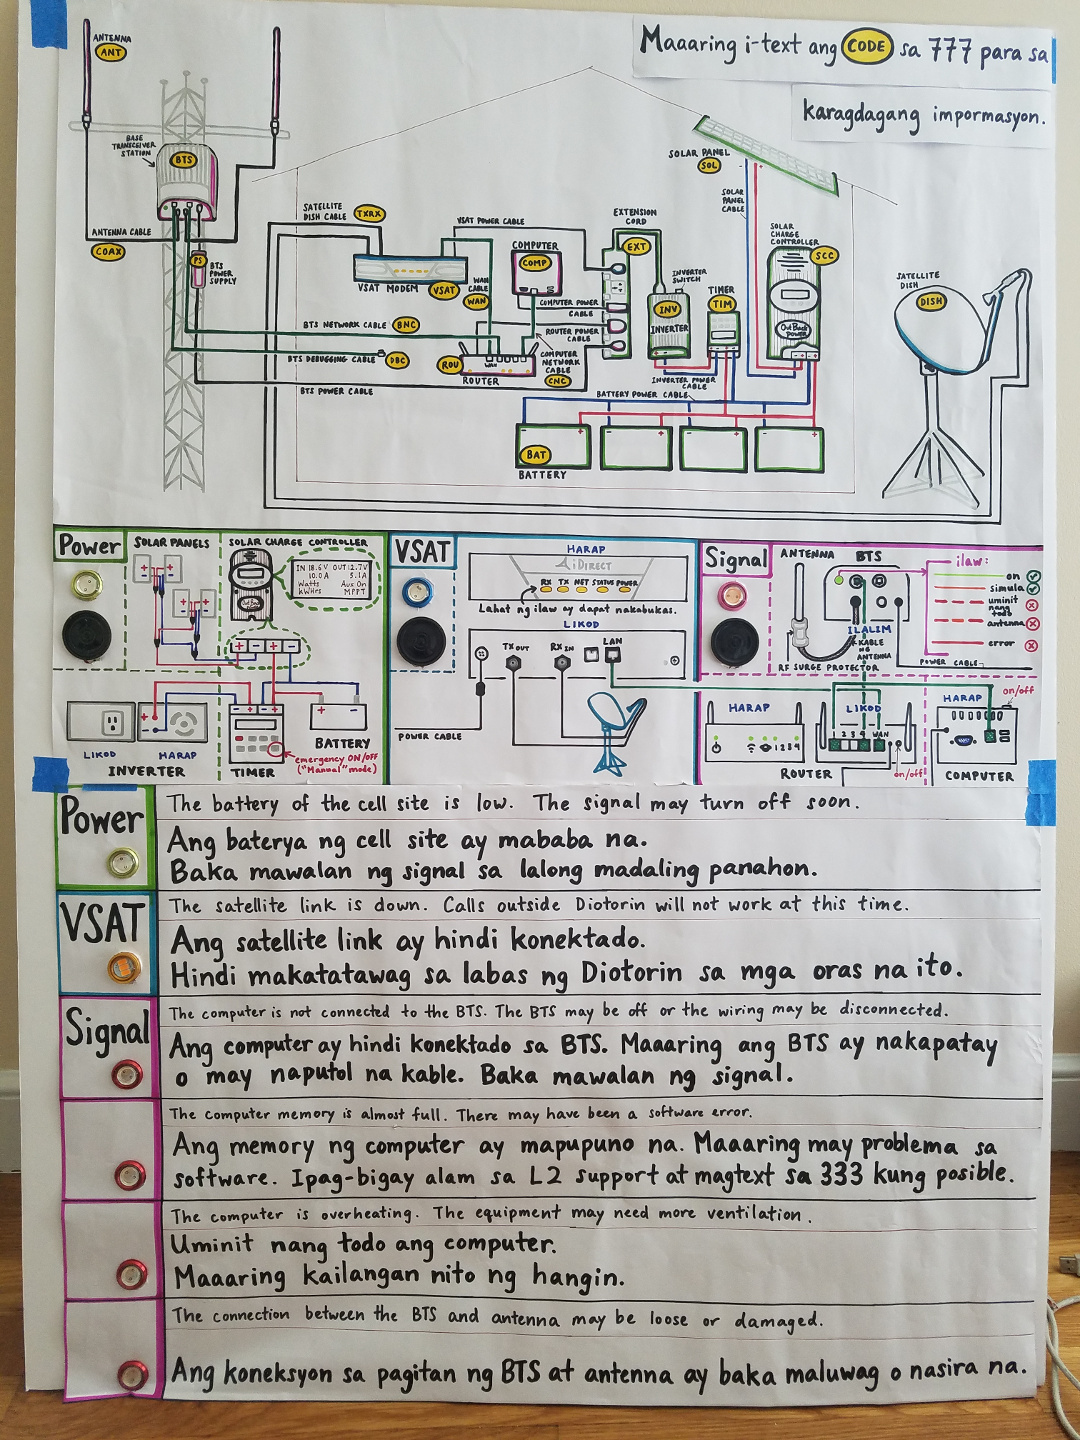 Maaaring i-text ang CODE sa 777 para sa
karagdagang impormasyon.
ANTENNA
ANT
BASE
TRANSCEIVER
STATION
BTS
ANTENNA CABLE
COAX
PS
BTS
POWER
SUPPLY
SATELLITE
DISH CABLE
TXRX
VSAT POWER CABLE
VSAT MODEM
VSAT
WAN
CABLE
WAN
COMPUTER
COMP
COMPUTER POWER
CABLE
ROUTER POWER
CABLE
EXTENSION
CORD
EXT
INVERTER
SWITCH
INV
INVERTER
TIMER
TIM
INVERTER POWER
CABLE
SOLAR PANEL
SOL
SOLAR
PANEL
CABLE
SOLAR
CHARGE
CONTROLLER
SCC
OutBack
Power
SATELLITE
DISH
DISH
BTS NETWORK CABLE
BNC
BTS DEBUGGING CABLE
DBC
BTS POWER CABLE
ROU
WAN
ROUTER
COMPUTER
NETWORK
CABLE
CNC
BATTERY POWER CABLE
BAT
BATTERY
Power
SOLAR PANELS
SOLAR CHARGE CONTROLLER
IN 18.6V OUT 12.7V
10.0A 5.1A
Watts Aux On
kWHrs MPPT
OutBack
LIKOD HARAP
INVERTER
TIMER
BATTERY
emergency ON/OFF
("Manual" mode)
VSAT
HARAP
iDIRECT
RX TX NET STATUS POWER
Lahat ng ilaw ay dapat nakabukas.
LIKOD
TX OUT
RX IN
LAN
POWER CABLE
Signal
ANTENNA BTS
ilaw:
on
simula
uminit
nang
todo
antenna
error
ILALIM
KABLE
NG
ANTENNA
RF SURGE PROTECTOR
POWER CABLE
HARAP
1 2 3 4
LIKOD
WAN
on/off
ROUTER
HARAP
on/off
COMPUTER
Power
The battery of the cell site is low. The signal may turn off soon.
Ang baterya ng cell site ay mababa na.
Baka mawalan ng signal sa lalong madaling panahon.
VSAT
The satellite link is down. Calls outside Diotorin will not work at this time.
Ang satellite link ay hindi konektado.
Hindi makatatawag sa labas ng Diotorin sa mga oras na ito.
Signal
The computer is not connected to the BTS. The BTS may be off or the wiring may be disconnected.
Ang computer ay hindi konektado sa BTS. Maaaring ang BTS ay nakapatay
o may naputol na kable. Baka mawalan ng signal.
The computer memory is almost full. There may have been a software error.
Ang memory ng computer ay mapupuno na. Maaaring may problema sa
software. Ipag-bigay alam sa L2 support at magtext sa 333 kung posible.
The computer is overheating. The equipment may need more ventilation.
Uminit nang todo ang computer.
Maaaring kailangan nito ng hangin.
The connection between the BTS and antenna may be loose or damaged.
Ang koneksyon sa pagitan ng BTS at antenna ay baka maluwag o nasira na.